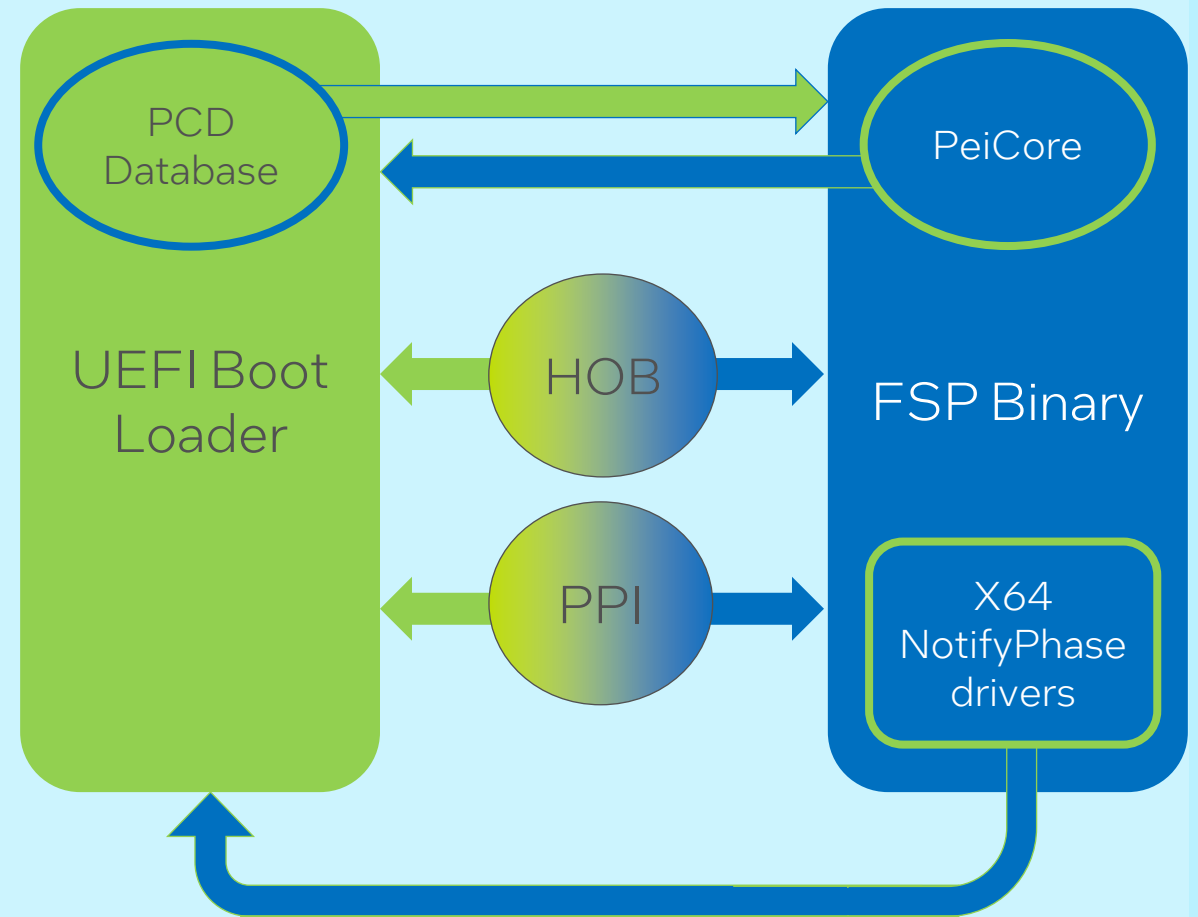 PCD
Database
PeiCore
UEFI Boot
Loader
HOB
FSP Binary
PPI
X64
NotifyPhase
drivers